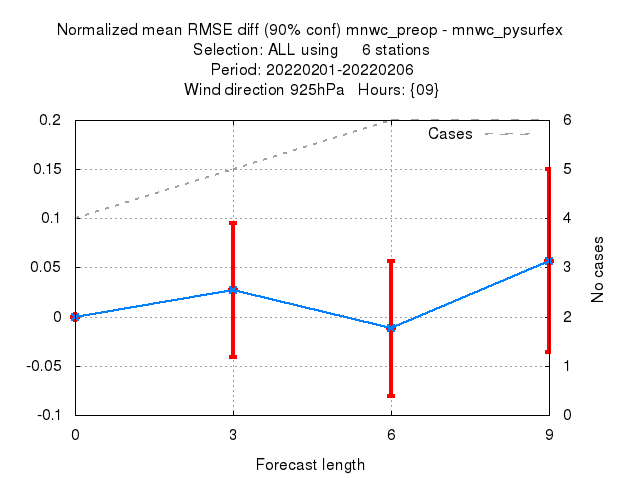 Normalized mean RMSE diff (90% conf) mnwc_preop - mnwc_pysurfex
Selection: ALL using 6 stations
Period: 20220201-20220206
Wind direction 925hPa Hours: {09}
Cases
0.2
0.15
0.1
0.05
0
-0.05
-0.1
6
5
4
3
2
1
0
No cases
0 3 6 9
Forecast length